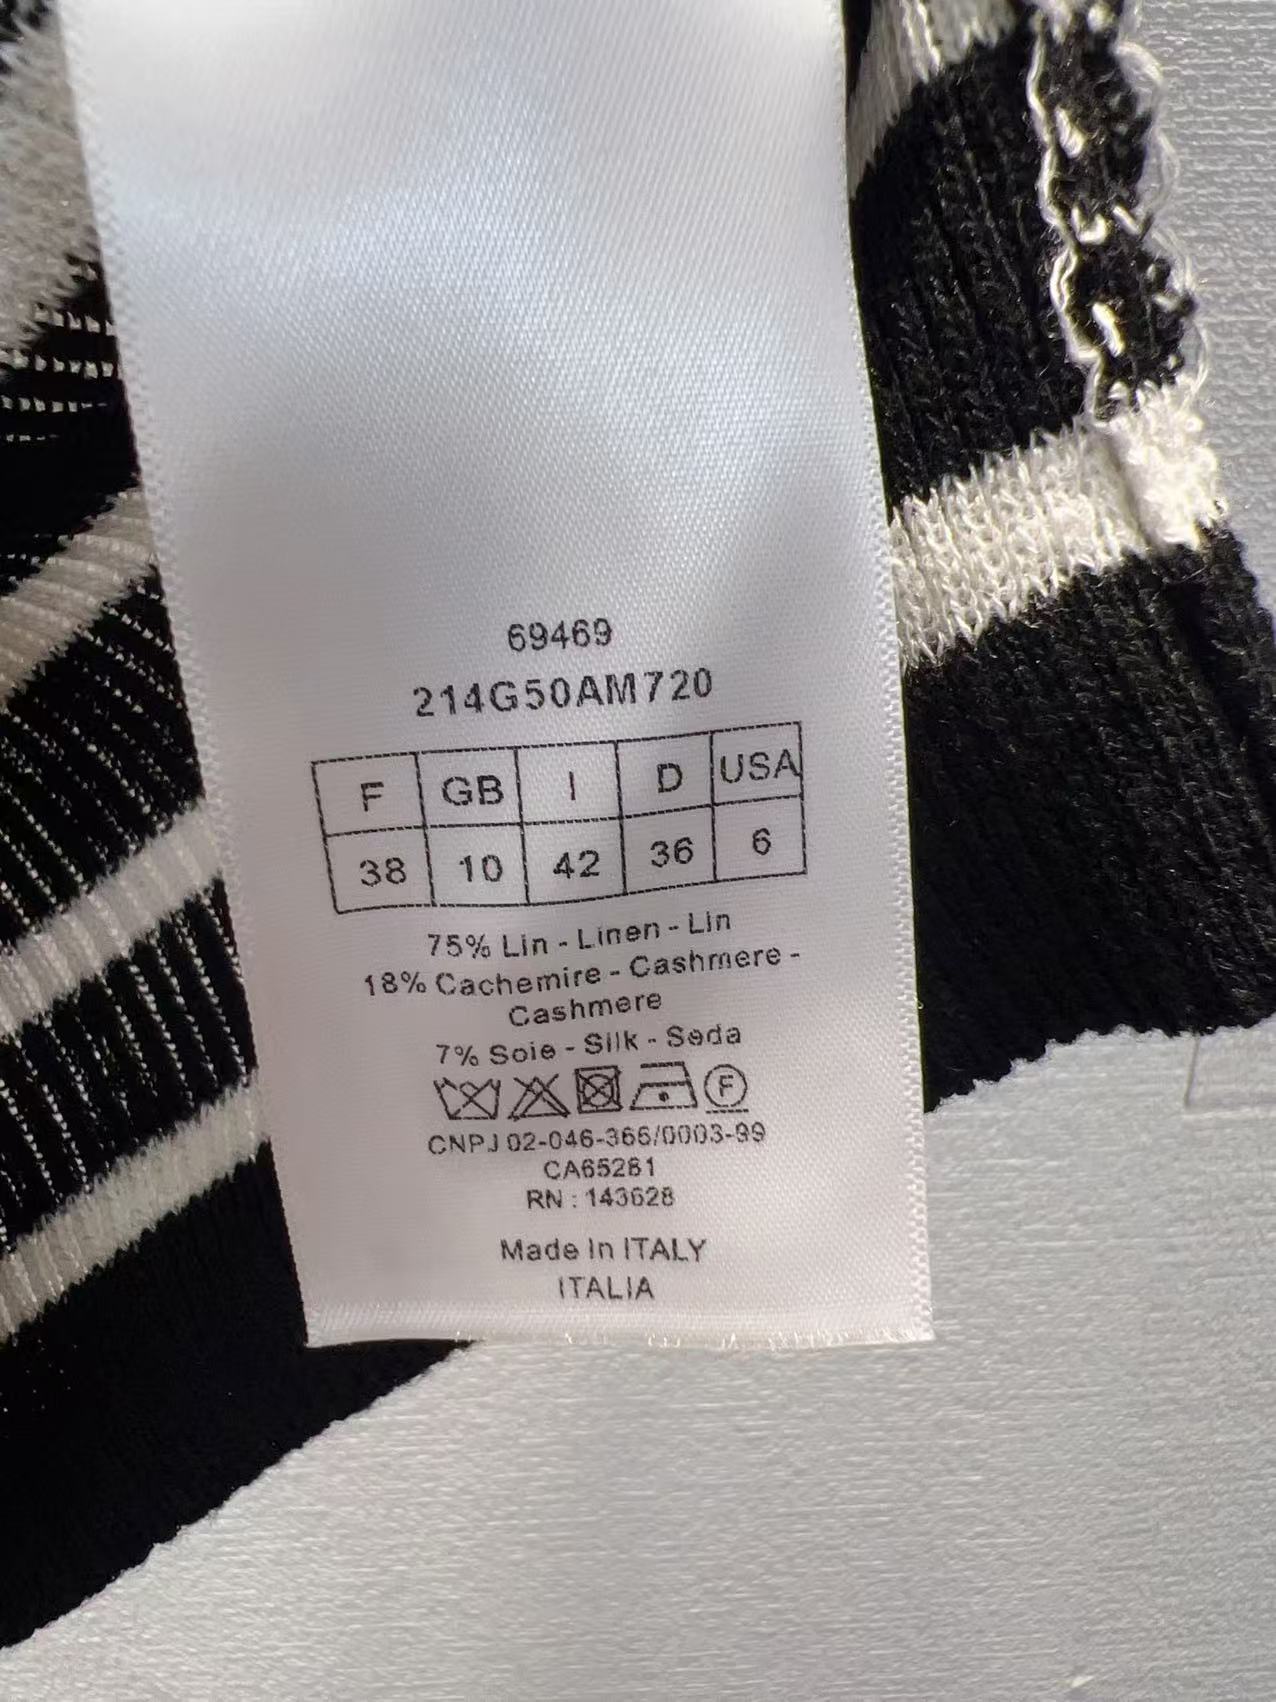 69469
214G50AM720
F GB I D USA
38 10 42 36 6
75% Lin - Linen - Lin
18% Cachemire - Cashmere -
Cashmere
7% Soie - Silk - Seda
F
CNPJ 02-046-366/0003-99
CA65281
RN : 143628
Made In ITALY
ITALIA